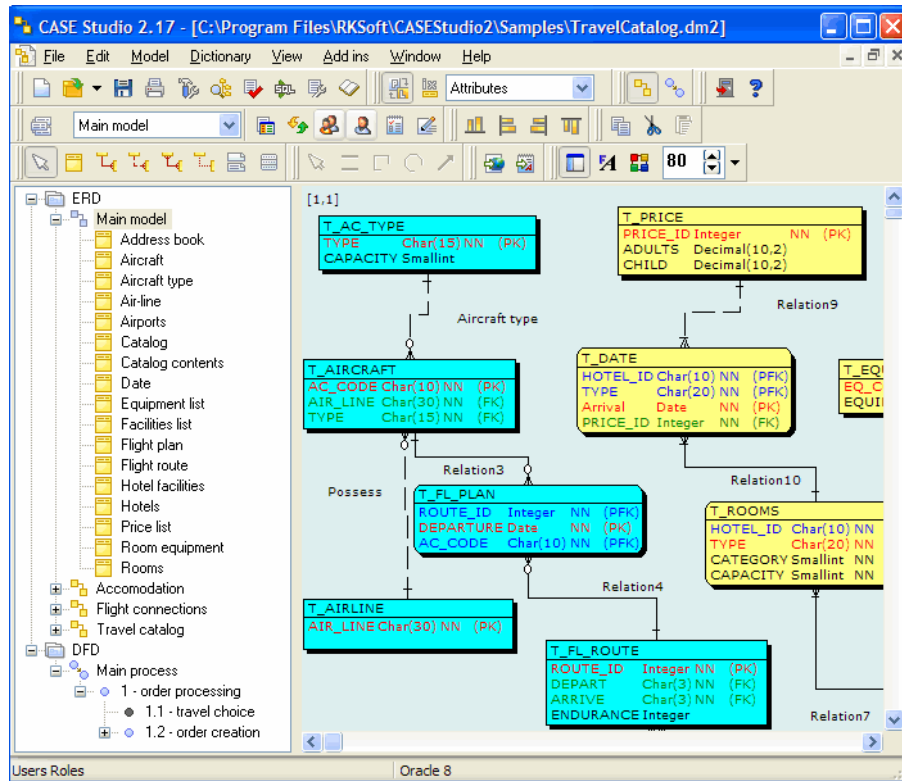 CASE Studio 2.17 - [C:\Program Files\RKSoft\CASEStudio2\Samples\TravelCatalog.dm2]
File Edit Model Dictionary View Add ins Window Help
Attributes
Main model
80
ERD
Main model
Address book
Aircraft
Aircraft type
Air-line
Airports
Catalog
Catalog contents
Date
Equipment list
Facilities list
Flight plan
Flight route
Hotel facilities
Hotels
Price list
Room equipment
Rooms
Accomodation
Flight connections
Travel catalog
DFD
Main process
1 - order processing
1.1 - travel choice
1.2 - order creation
[1,1]
T_AC_TYPE
TYPE Char(15) NN (PK)
CAPACITY Smallint
T_PRICE
PRICE_ID Integer NN (PK)
ADULTS Decimal(10,2)
CHILD Decimal(10,2)
Aircraft type
Relation9
T_AIRCRAFT
AC_CODE Char(10) NN (PK)
AIR_LINE Char(30) NN (FK)
TYPE Char(15) NN (FK)
T_DATE
HOTEL_ID Char(10) NN (PFK)
TYPE Char(20) NN (PFK)
Arrival Date NN (PK)
PRICE_ID Integer NN (FK)
T_EQU
EQ_C
EQUI
Relation3
Possess
Relation10
T_FL_PLAN
ROUTE_ID Integer NN (PFK)
DEPARTURE Date NN (PK)
AC_CODE Char(10) NN (PFK)
T_ROOMS
HOTEL_ID Char(10) NN
TYPE Char(20) NN
CATEGORY Smallint NN
CAPACITY Smallint NN
Relation4
T_AIRLINE
AIR_LINE Char(30) NN (PK)
T_FL_ROUTE
ROUTE_ID Integer NN (PK)
DEPART Char(3) NN (FK)
ARRIVE Char(3) NN (FK)
ENDURANCE Integer
Relation7
Users Roles
Oracle 8